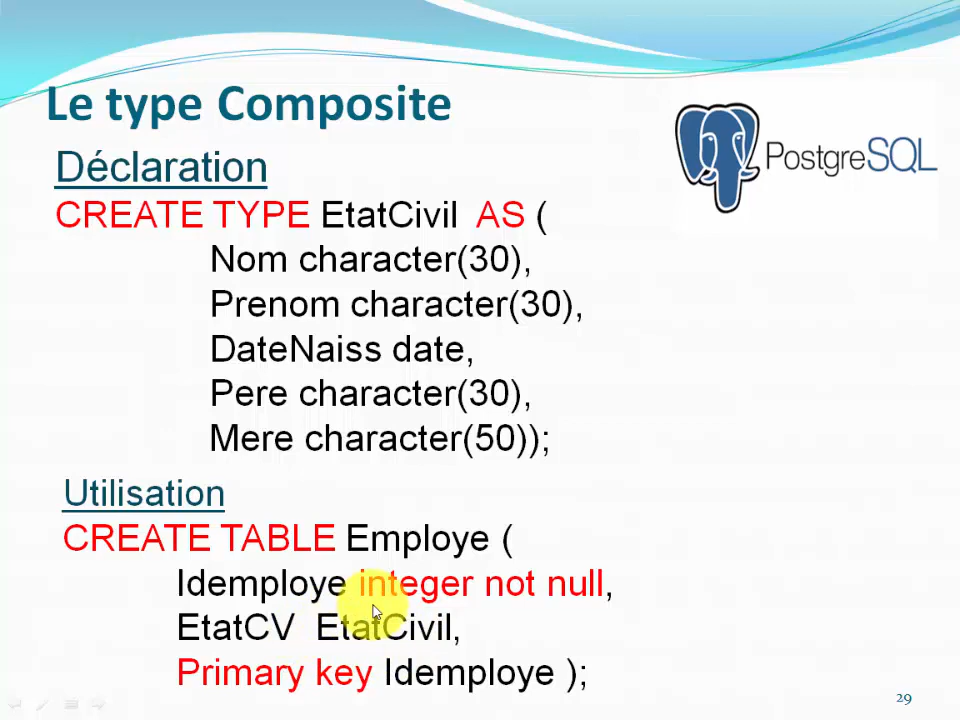 Le type Composite
PostgreSQL
Déclaration
CREATE TYPE EtatCivil AS (
Nom character(30),
Prenom character(30),
DateNaiss date,
Pere character(30),
Mere character(50));
Utilisation
CREATE TABLE Employe (
Idemploye integer not null,
EtatCV EtatCivil,
Primary key Idemploye );
29